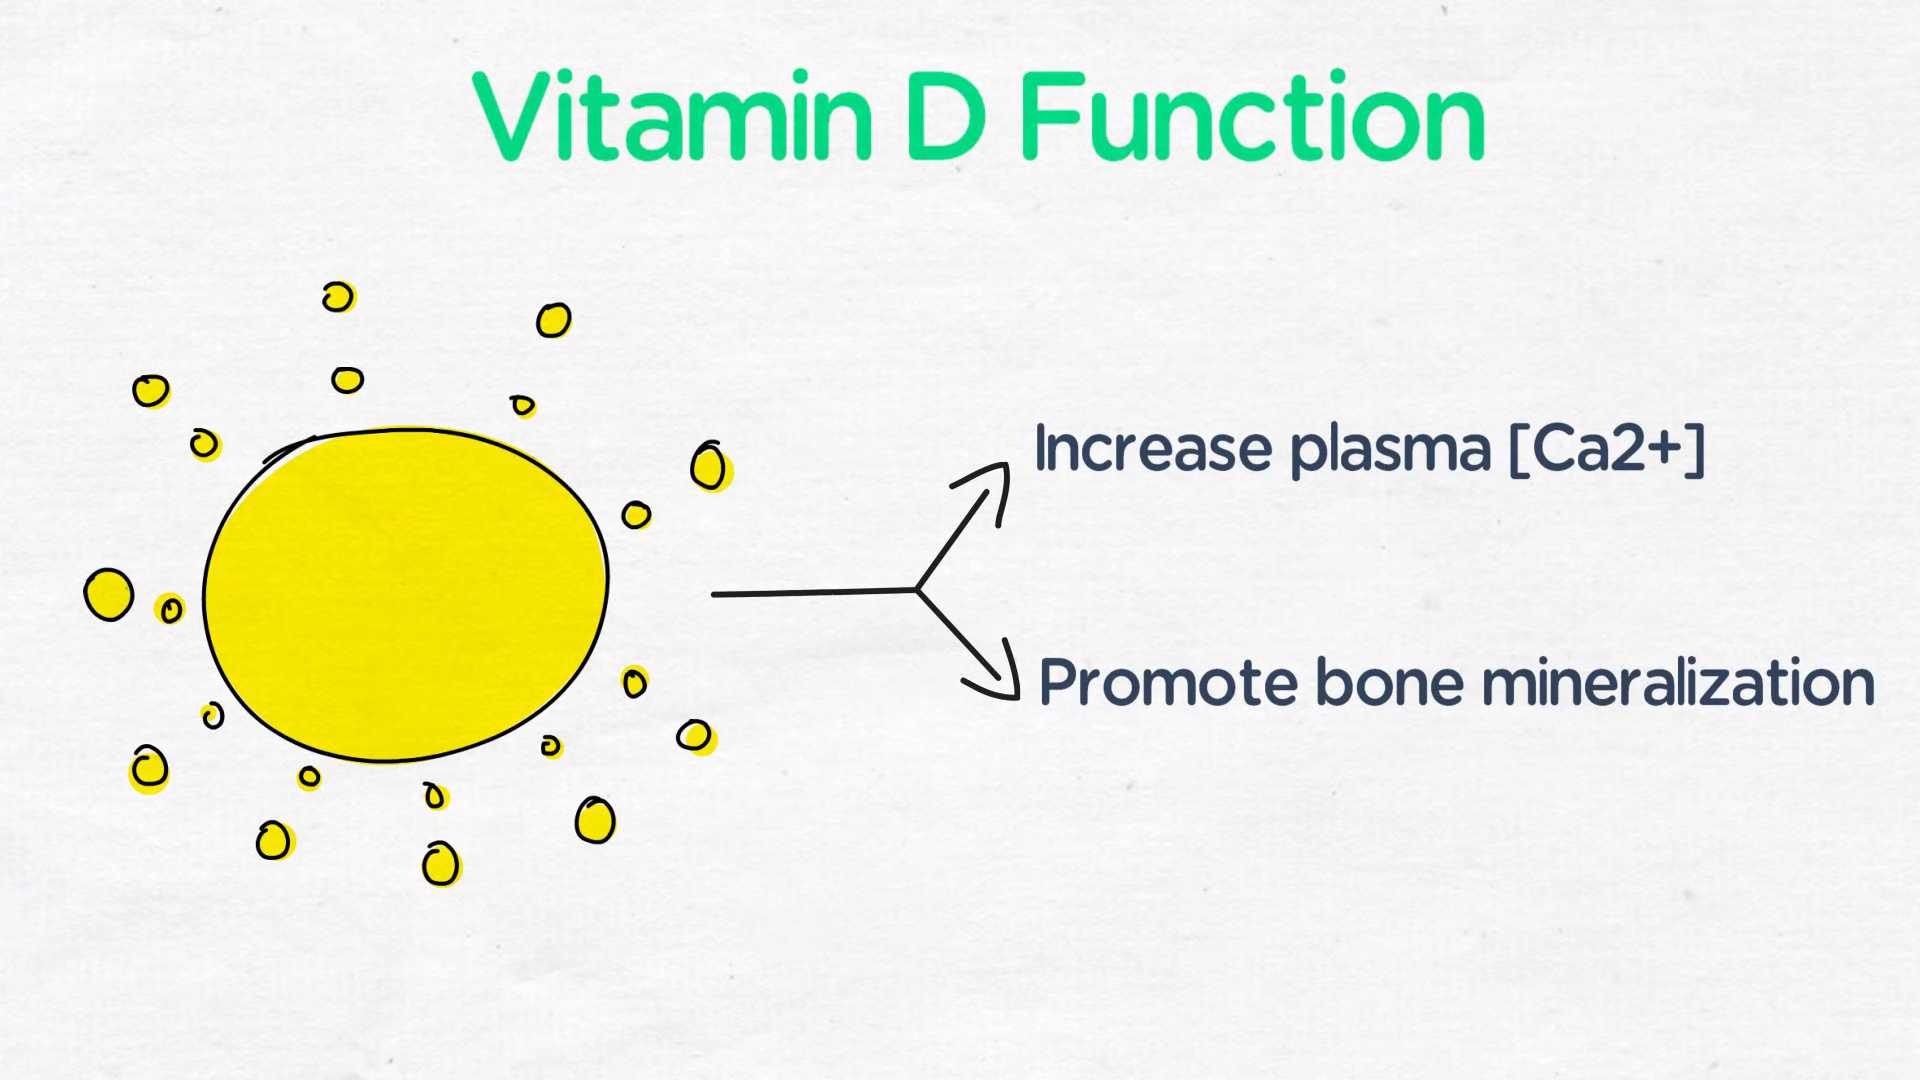 Vitamin D Function
Increase plasma [Ca2+]
Promote bone mineralization